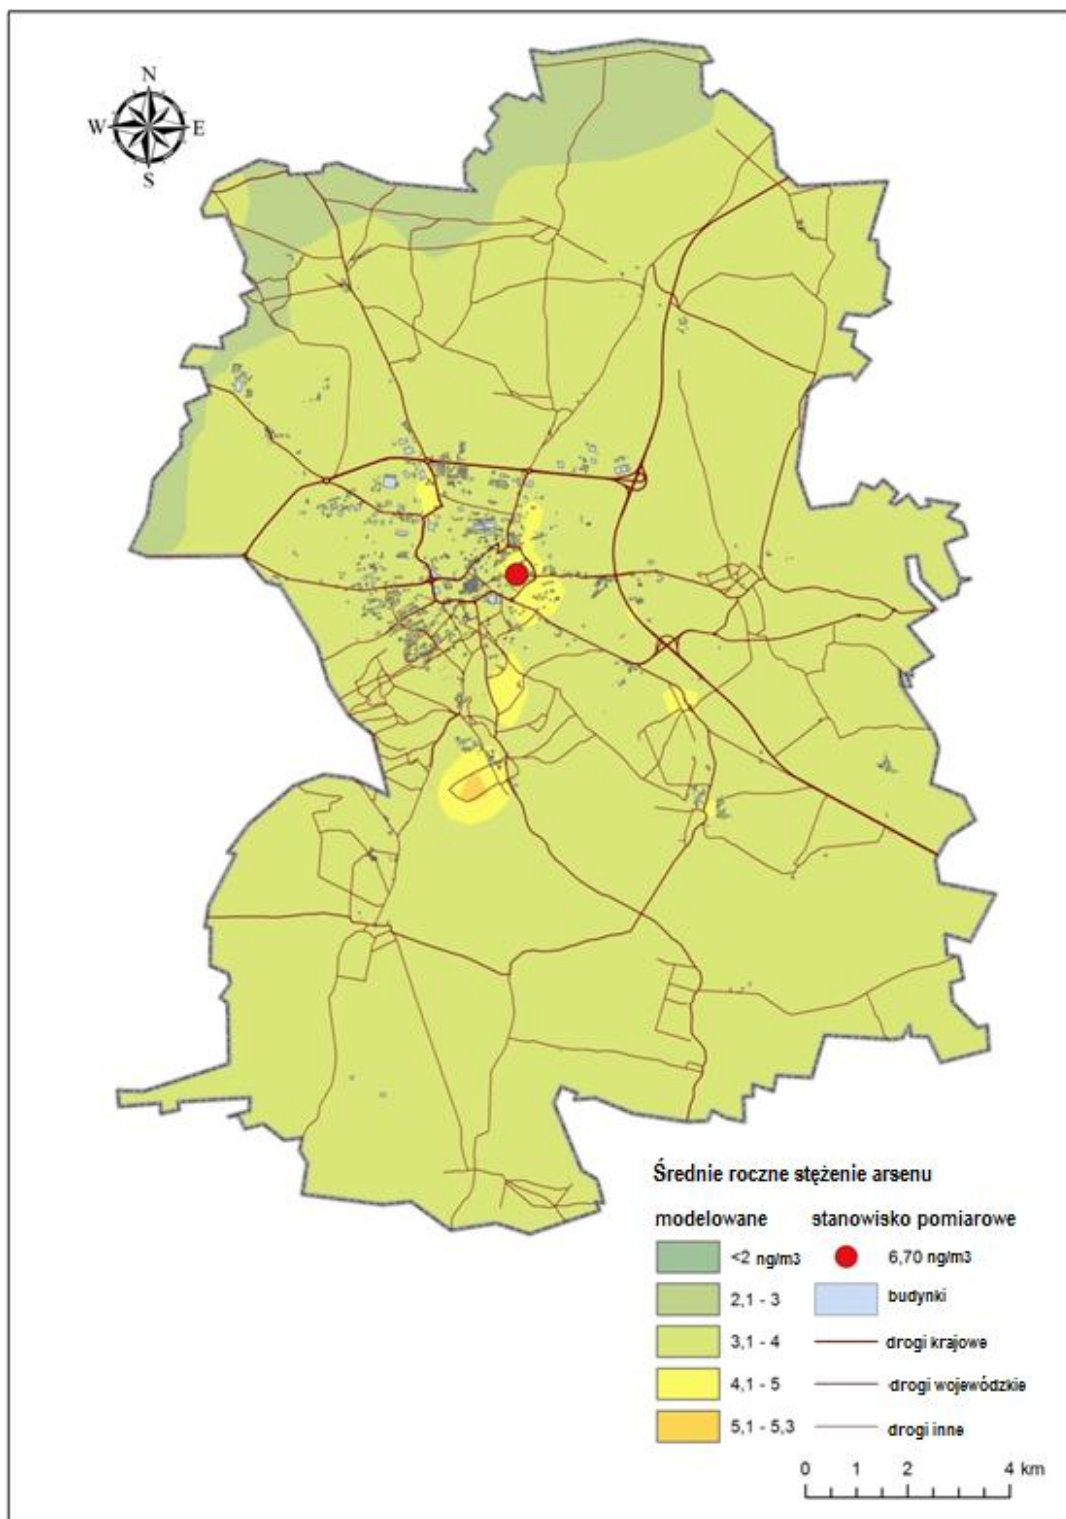 N
W E
S
Średnie roczne stężenie arsenu
modelowane stanowisko pomiarowe
<2 ng/m3 6,70 ng/m3
2,1 - 3 budynki
3,1 - 4 drogi krajowe
4,1 - 5 drogi wojewódzkie
5,1 - 5,3 drogi inne
0 1 2 4 km